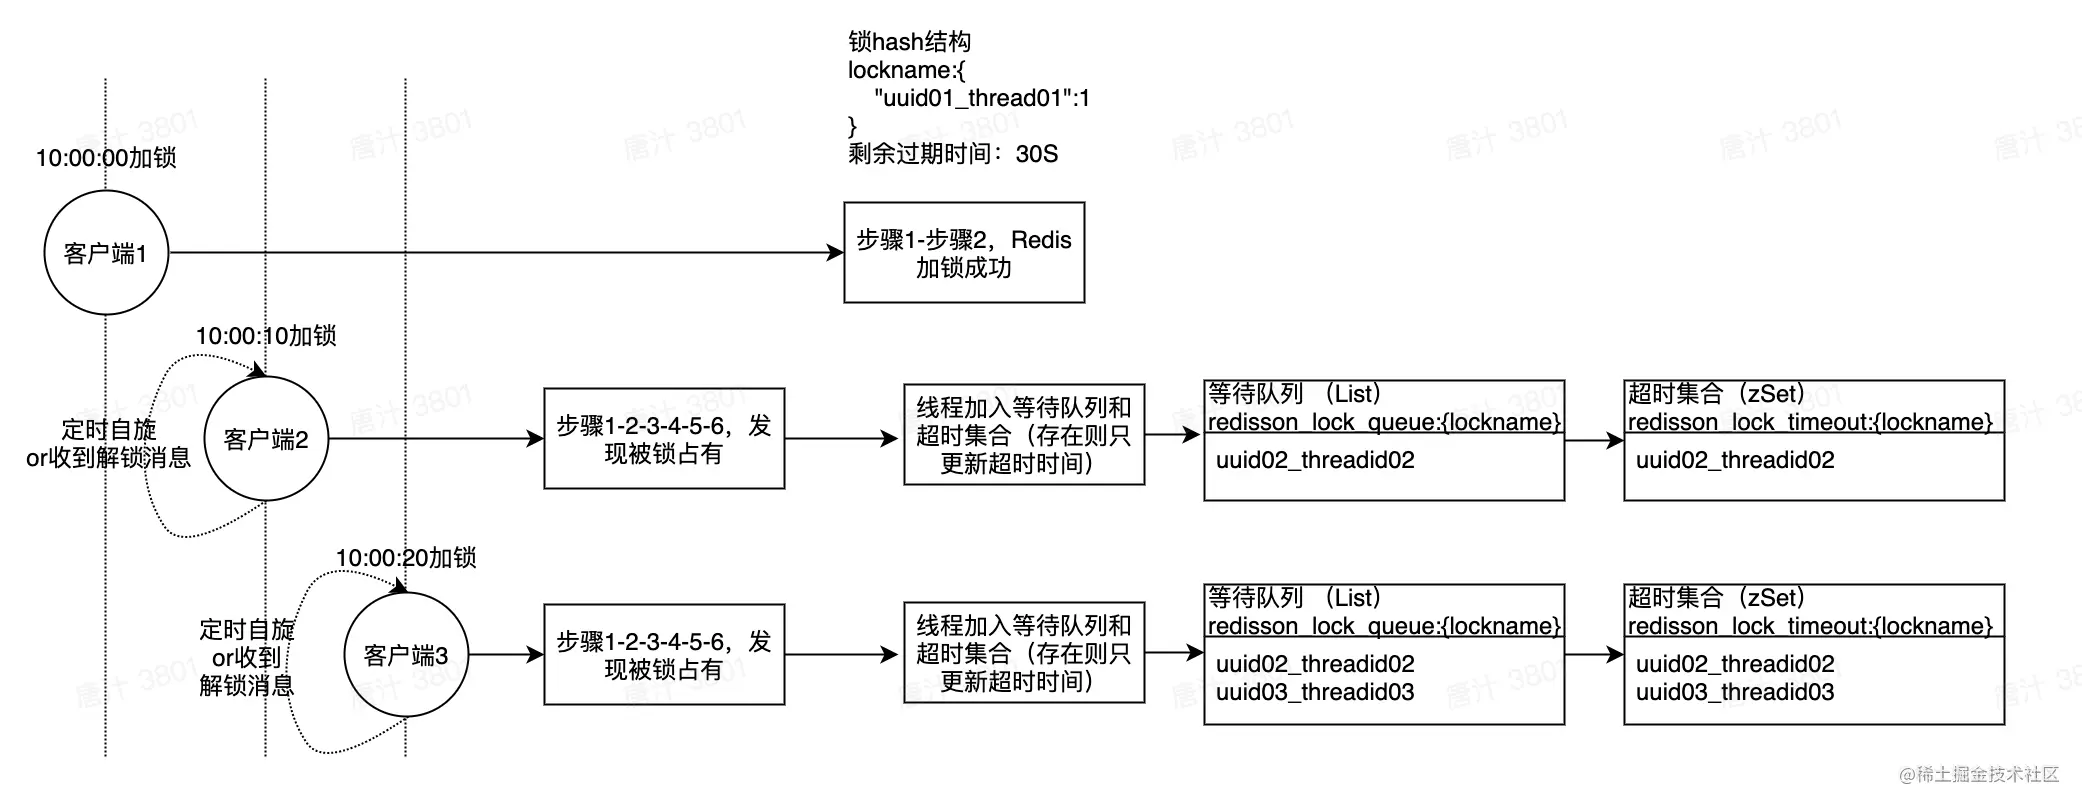 锁hash结构
lockname:{
"uuid01_thread01":1
}
剩余过期时间：30S
10:00:00加锁
客户端1
步骤1-步骤2，Redis
加锁成功
10:00:10加锁
定时自旋
or收到解锁消息
客户端2
步骤1-2-3-4-5-6，发
现被锁占有
线程加入等待队列和
超时集合（存在则只
更新超时时间）
等待队列 （List）
redisson_lock_queue:{lockname}
uuid02_threadid02
超时集合（zSet）
redisson_lock_timeout:{lockname}
uuid02_threadid02
10:00:20加锁
定时自旋
or收到
解锁消息
客户端3
步骤1-2-3-4-5-6，发
现被锁占有
线程加入等待队列和
超时集合（存在则只
更新超时时间）
等待队列 （List）
redisson_lock_queue:{lockname}
uuid02_threadid02
uuid03_threadid03
超时集合（zSet）
redisson_lock_timeout:{lockname}
uuid02_threadid02
uuid03_threadid03
唐汁 3801
@稀土掘金技术社区